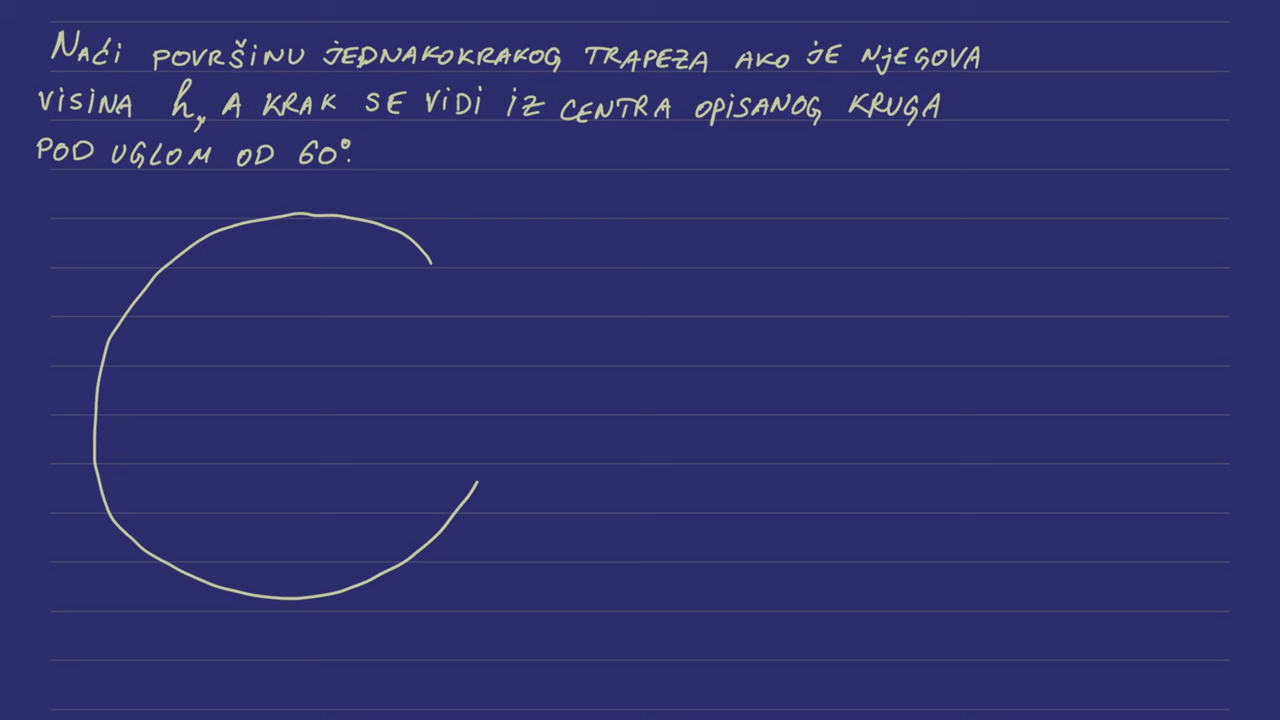 Naći površinu jednakokrakog trapeza ako je njegova
visina h, a krak se vidi iz centra opisanog kruga
pod uglom od 60°.